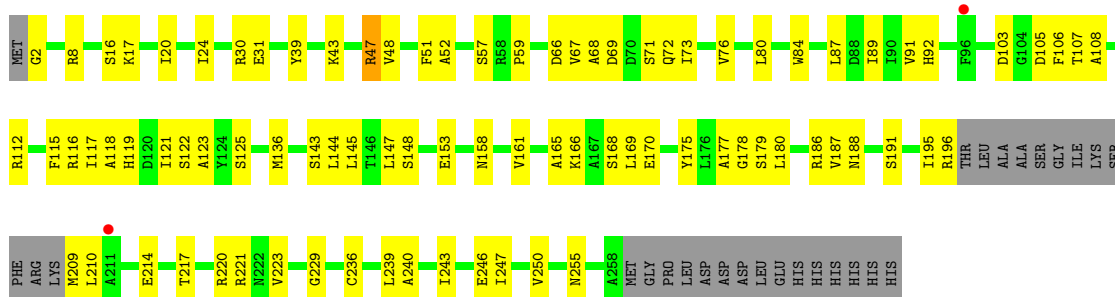 MET G2 R8 S16 K17 I20 I24 R30 E31 Y39 K43 R47 V48 F51 A52 S57 R58 P59 D66 V67 A68 D69 D70 S71 Q72 I73 V76 L80 W84 L87 D88 I89 I90 V91 H92 F96 D103 G104 D105 F106 T107 A108
R112 F115 R116 I117 A118 H119 D120 I121 S122 A123 Y124 S125 M136 S143 L144 L145 T146 L147 S148 E153 N158 V161 A165 K166 A167 S168 L169 E170 Y175 L176 A177 G178 S179 L180 R186 V187 N188 S191 I195 R196 THR LEU ALA ALA SER GLY ILE LYS SER
PHE ARG LYS M209 L210 A211 E214 T217 R220 R221 N222 V223 G229 C236 L239 A240 I243 E246 I247 V250 N255 A258 MET GLY PRO LEU ASP ASP ASP LEU GLU HIS HIS HIS HIS HIS HIS